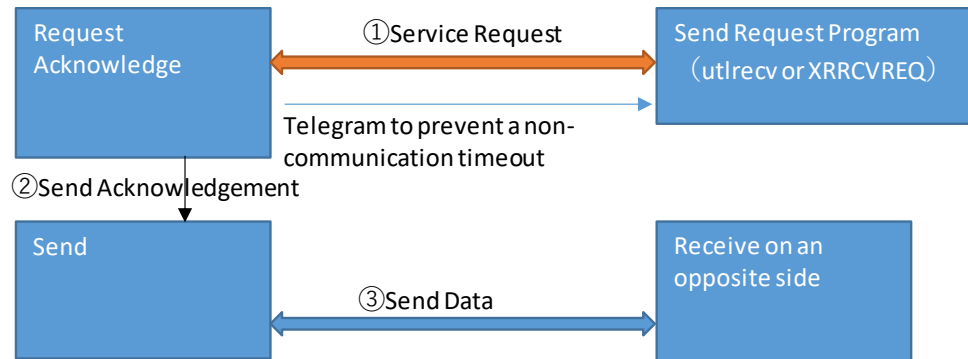 Request
Acknowledge
①Service Request
Send Request Program
（utlrecv or XRRCVREQ）
Telegram to prevent a non-
communication timeout
②Send Acknowledgement
Send
Receive on an
opposite side
③Send Data